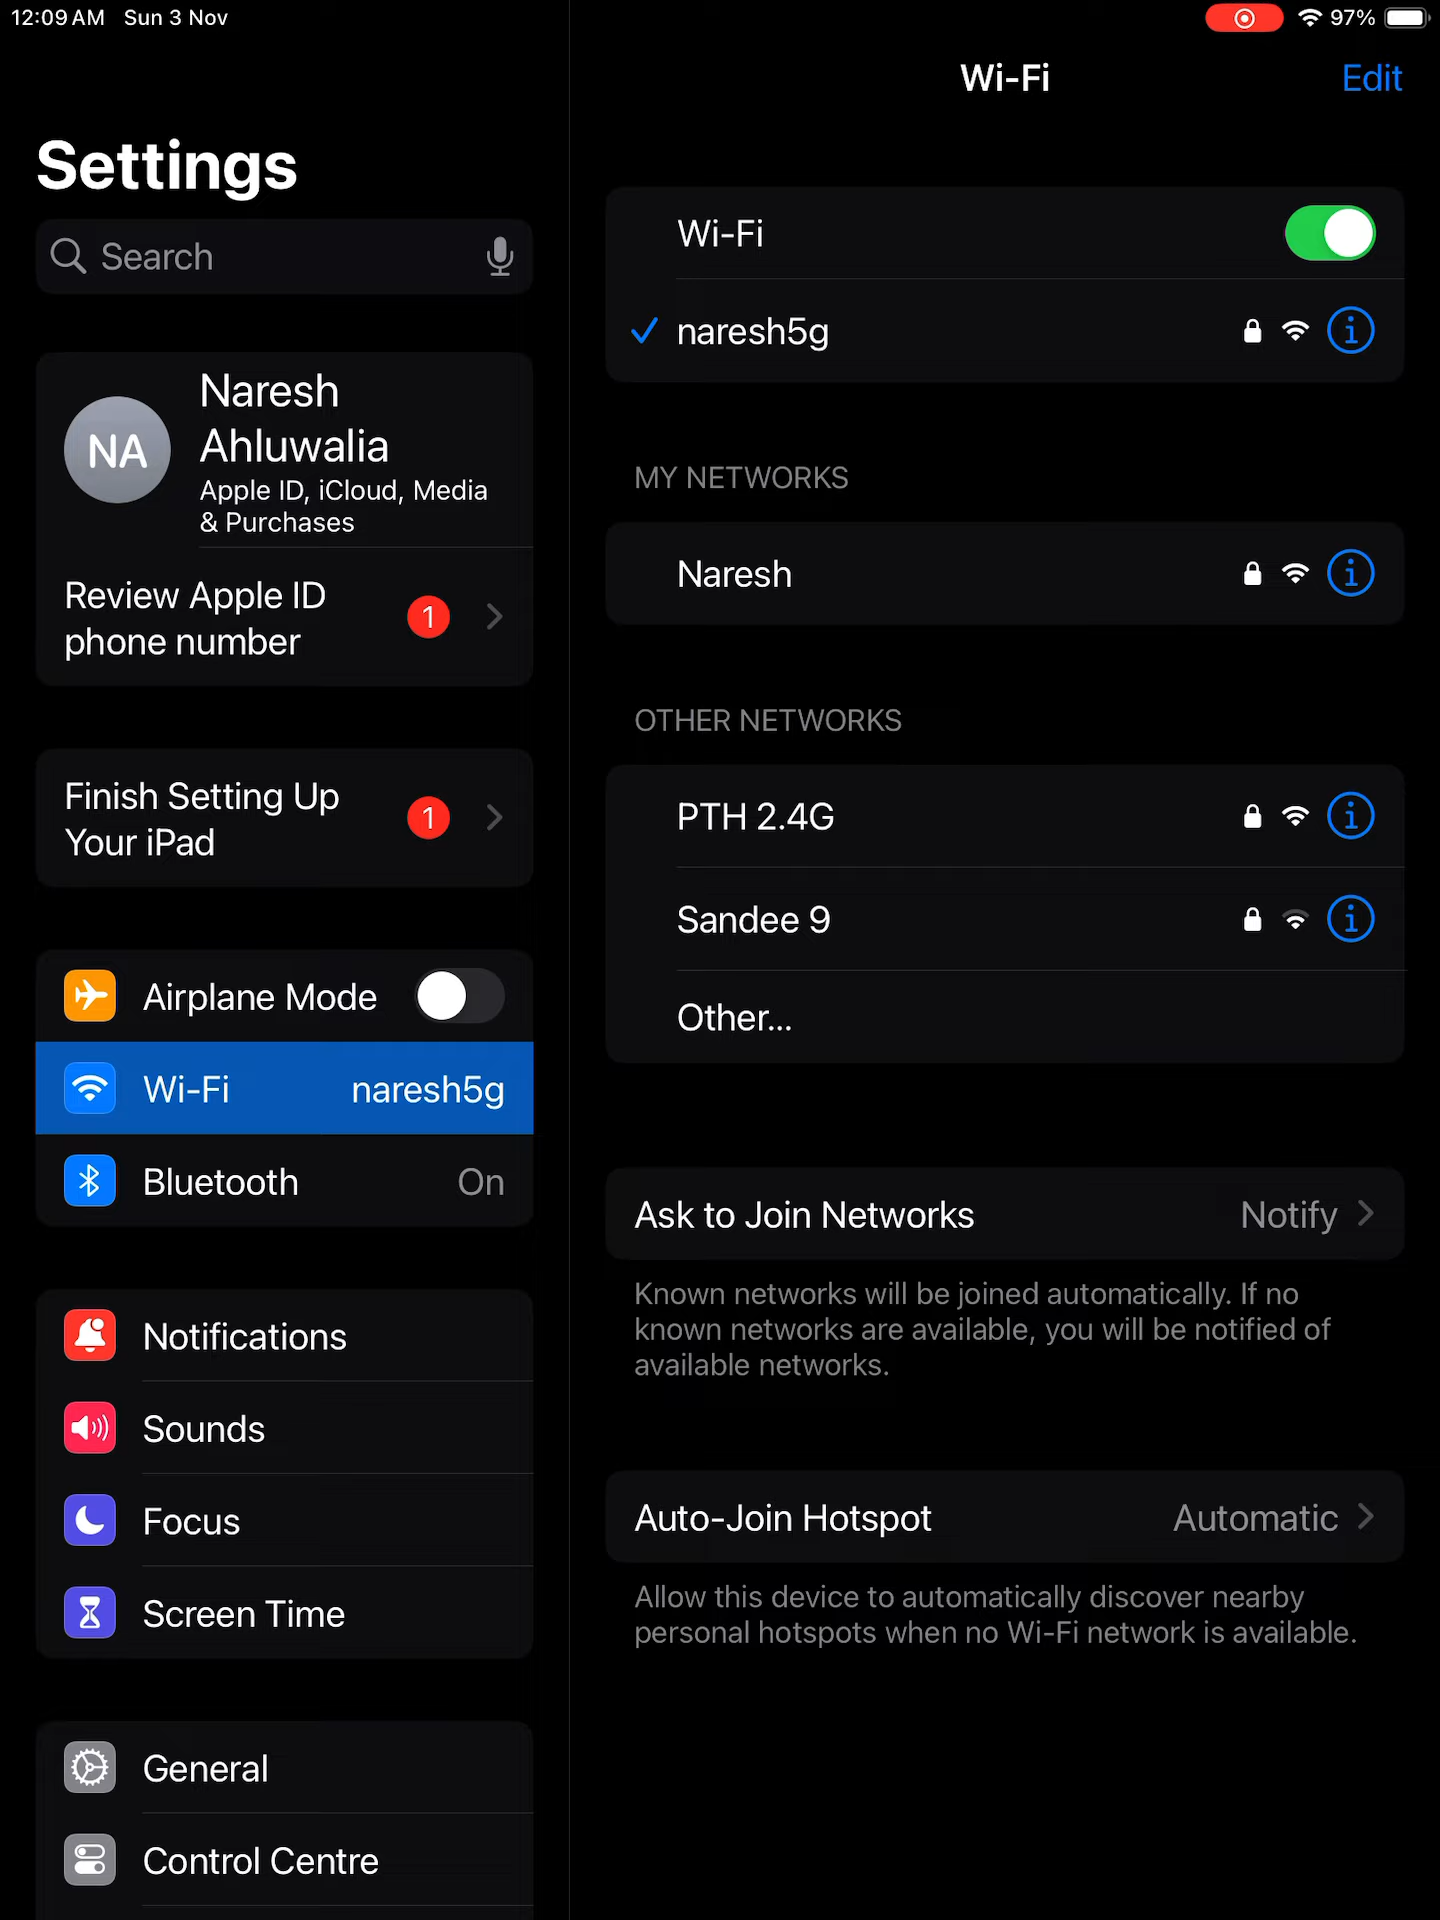 12:09 AM Sun 3 Nov
97%
Settings
Search
NA
Naresh
Ahluwalia
Apple ID, iCloud, Media
& Purchases
Review Apple ID
phone number
1
Finish Setting Up
Your iPad
1
Airplane Mode
Wi-Fi naresh5g
Bluetooth On
Notifications
Sounds
Focus
Screen Time
General
Control Centre
Wi-Fi
Edit
Wi-Fi
naresh5g
MY NETWORKS
Naresh
OTHER NETWORKS
PTH 2.4G
Sandee 9
Other...
Ask to Join Networks Notify
Known networks will be joined automatically. If no
known networks are available, you will be notified of
available networks.
Auto-Join Hotspot Automatic
Allow this device to automatically discover nearby
personal hotspots when no Wi-Fi network is available.